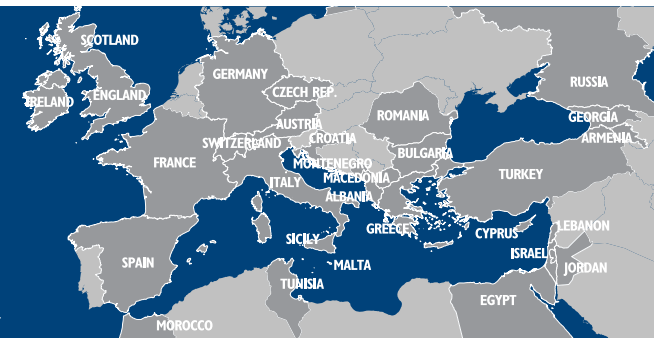 SCOTLAND
IRELAND
ENGLAND
GERMANY
CZECH REP.
RUSSIA
AUSTRIA
ROMANIA
GEORGIA
SWITZERLAND
CROATIA
ARMENIA
FRANCE
MONTENEGRO
BULGARIA
MACEDONIA
TURKEY
ITALY
ALBANIA
SPAIN
SICILY
GREECE
CYPRUS
LEBANON
MALTA
ISRAEL
JORDAN
TUNISIA
EGYPT
MOROCCO